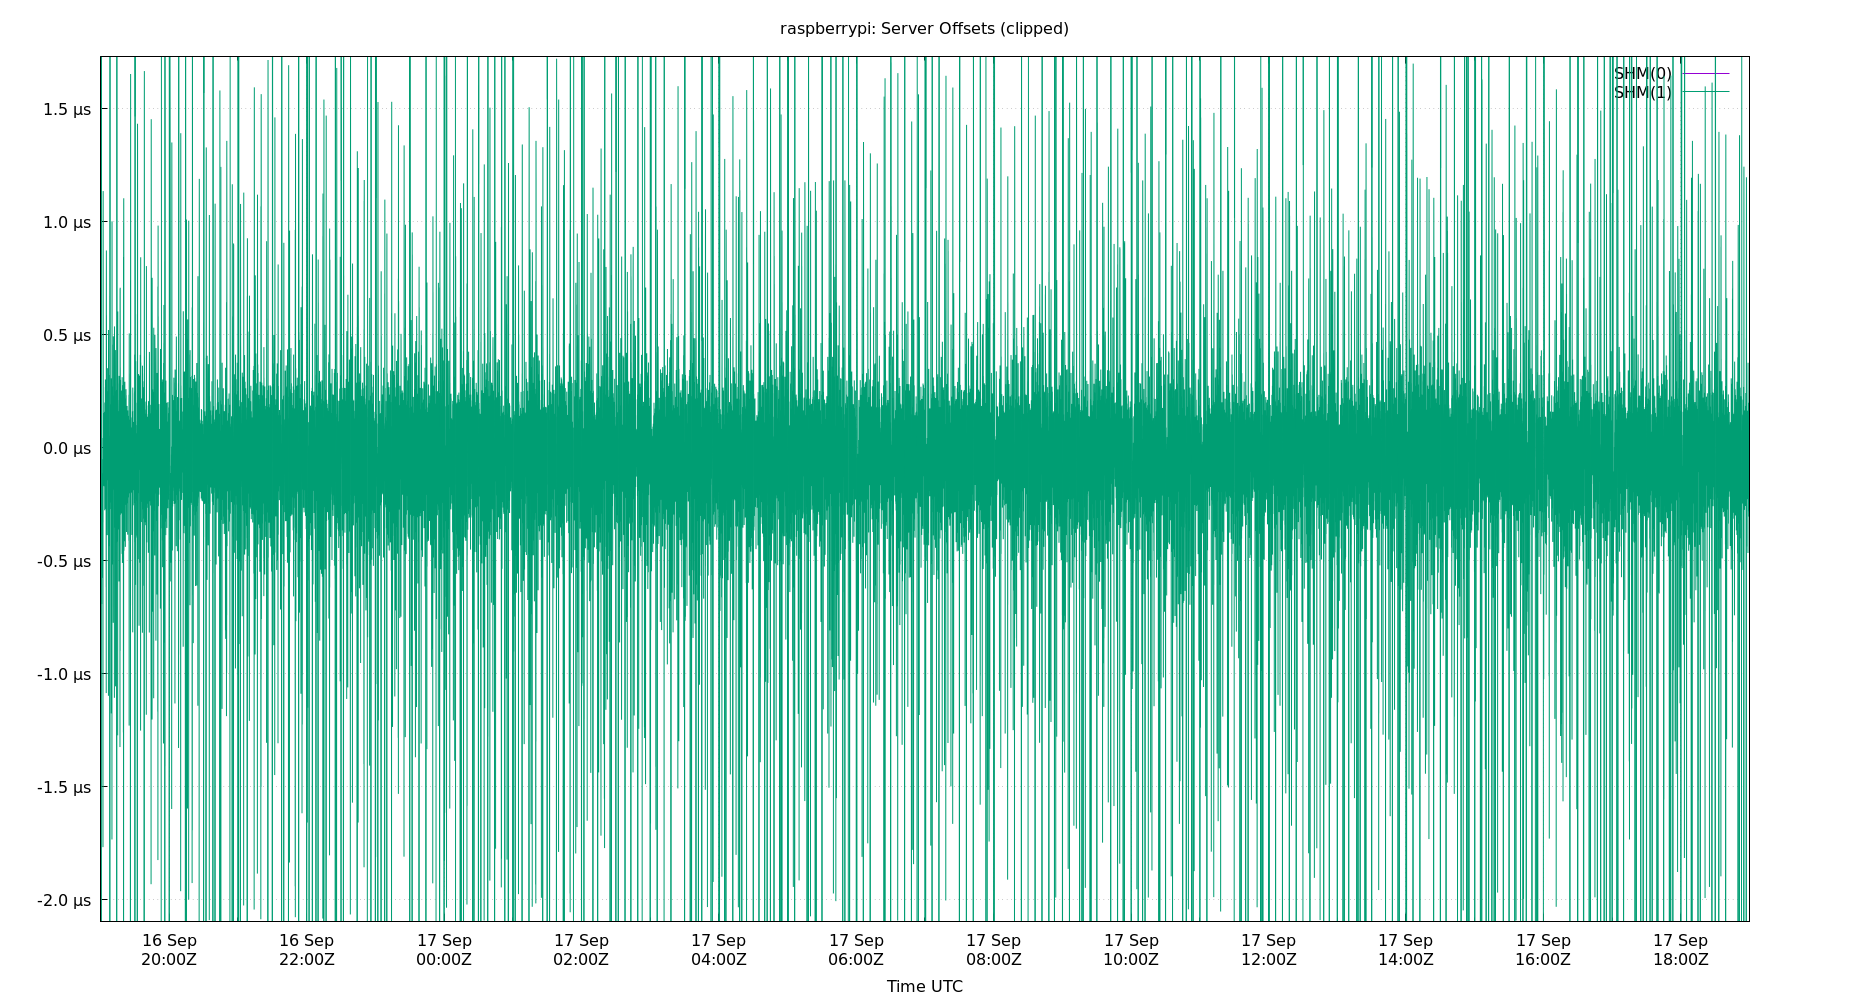 raspberrypi: Server Offsets (clipped)
SHM(0)
SHM(1)
1.5 µs
1.0 µs
0.5 µs
0.0 µs
-0.5 µs
-1.0 µs
-1.5 µs
-2.0 µs
16 Sep 16 Sep 17 Sep 17 Sep 17 Sep 17 Sep 17 Sep 17 Sep 17 Sep 17 Sep 17 Sep 17 Sep
20:00Z 22:00Z 00:00Z 02:00Z 04:00Z 06:00Z 08:00Z 10:00Z 12:00Z 14:00Z 16:00Z 18:00Z
Time UTC